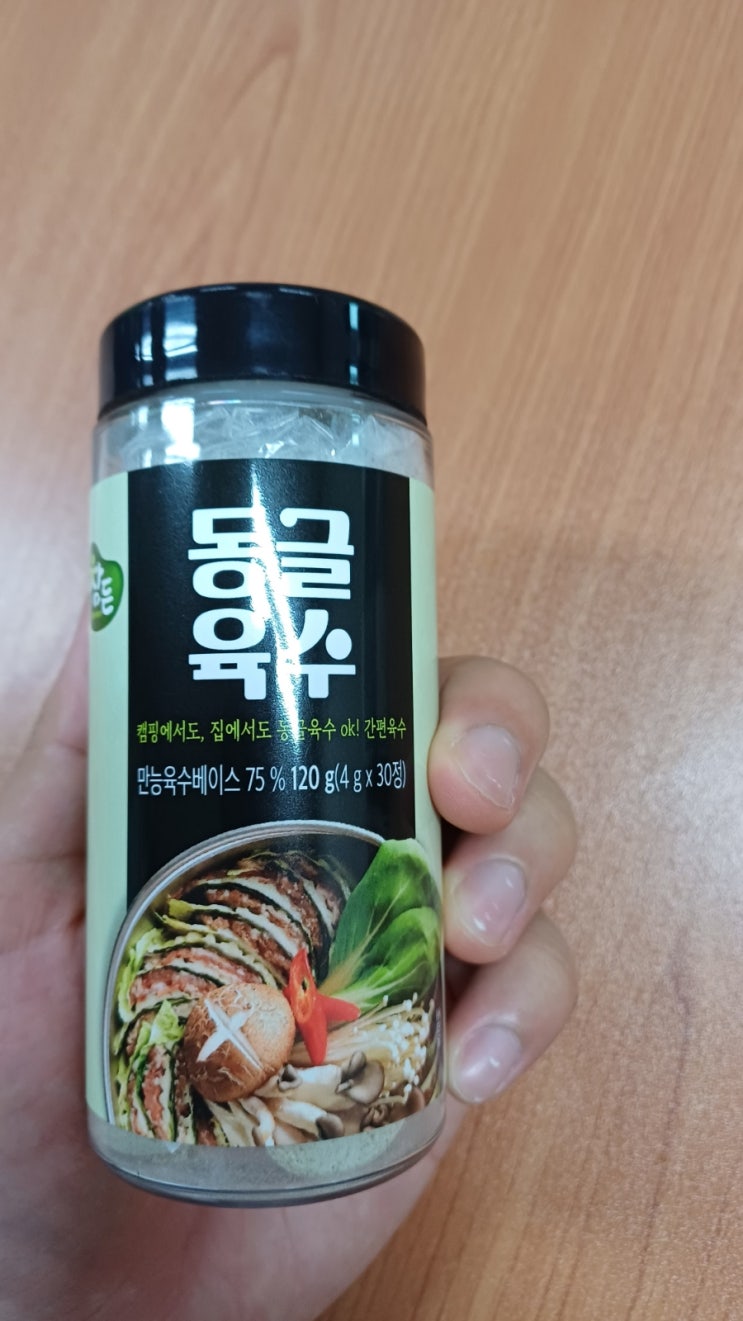 동글
육수
캠핑에서도, 집에서도 동글육수 ok! 간편육수
만능육수베이스 75 % 120 g(4 g x 30정)